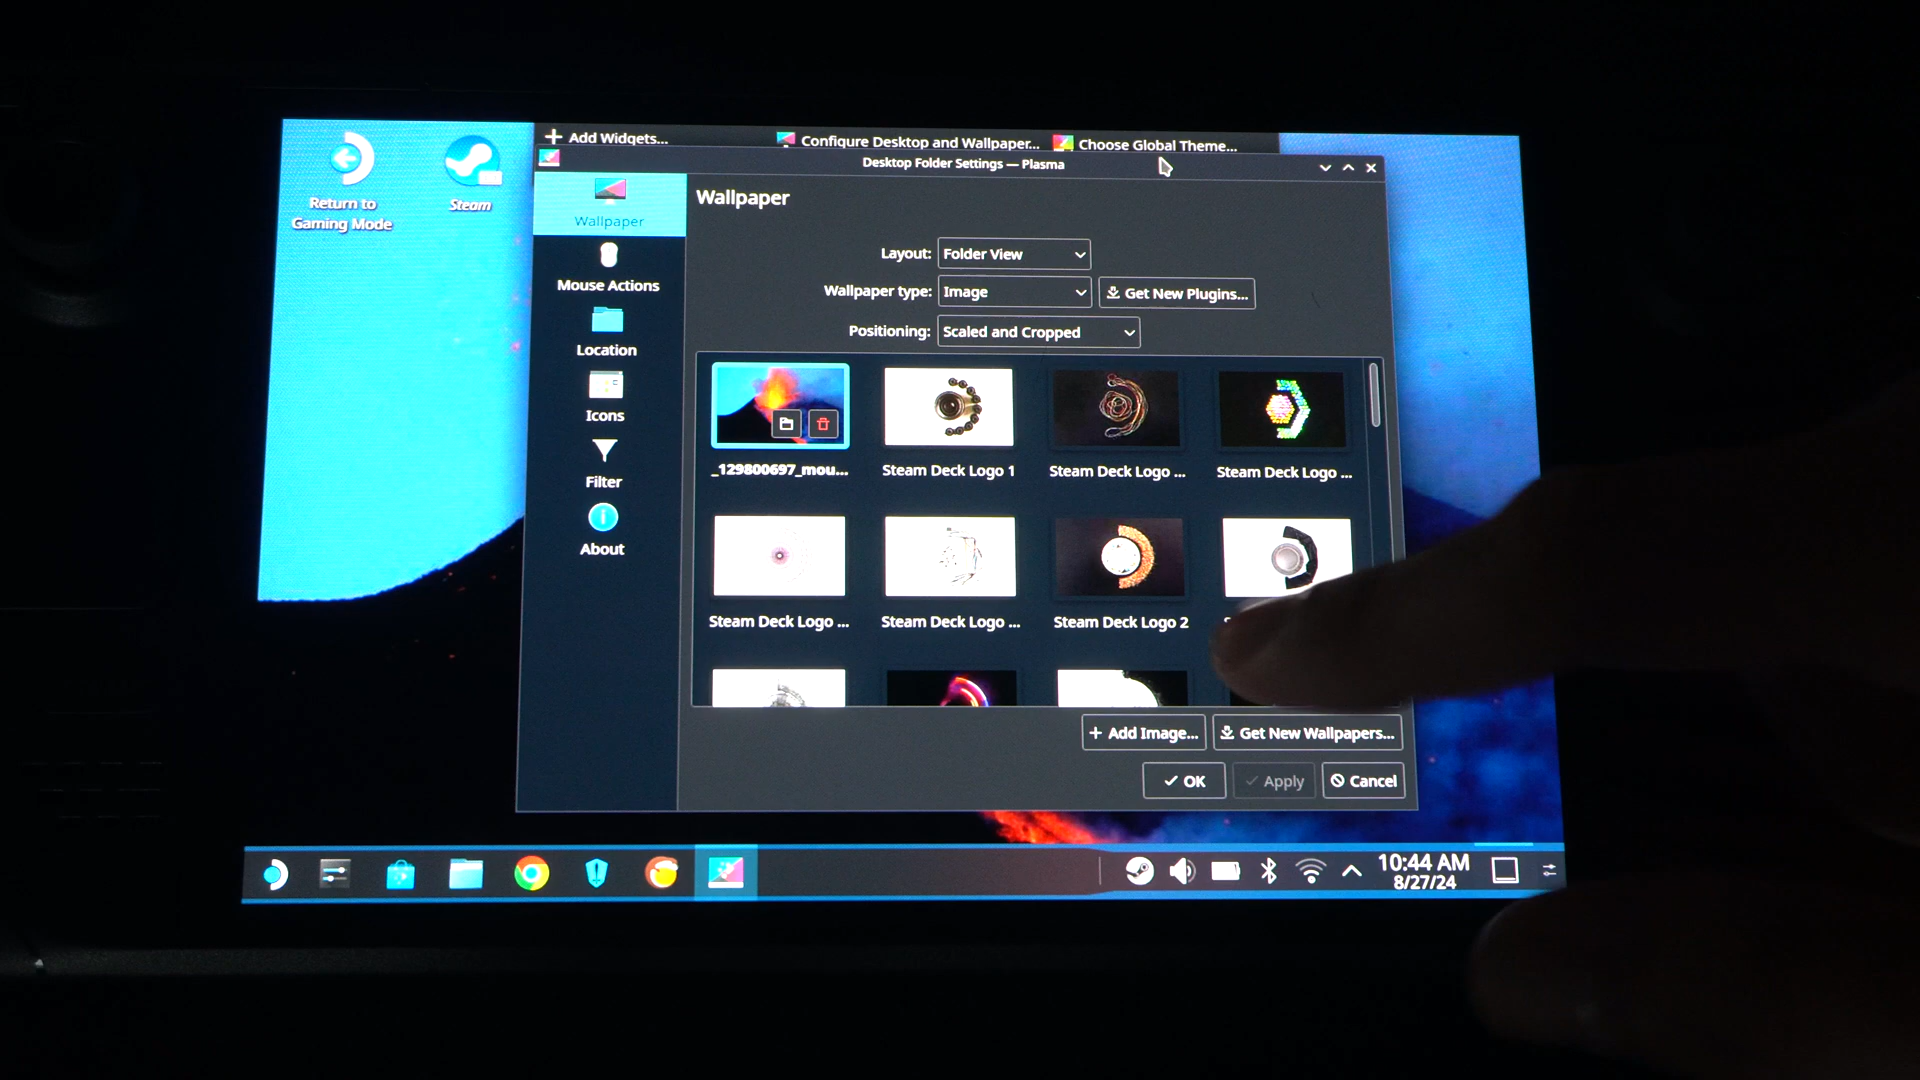 Return to
Gaming Mode
Steam
Add Widgets...
Configure Desktop and Wallpaper...
Choose Global Theme...
Desktop Folder Settings — Plasma
Wallpaper
Mouse Actions
Location
Icons
Filter
About
Wallpaper
Layout: Folder View
Wallpaper type: Image Get New Plugins...
Positioning: Scaled and Cropped
_129800697_mou...
Steam Deck Logo 1
Steam Deck Logo ...
Steam Deck Logo ...
Steam Deck Logo ...
Steam Deck Logo ...
Steam Deck Logo 2
Add Image...
Get New Wallpapers...
OK
Apply
Cancel
10:44 AM
8/27/24